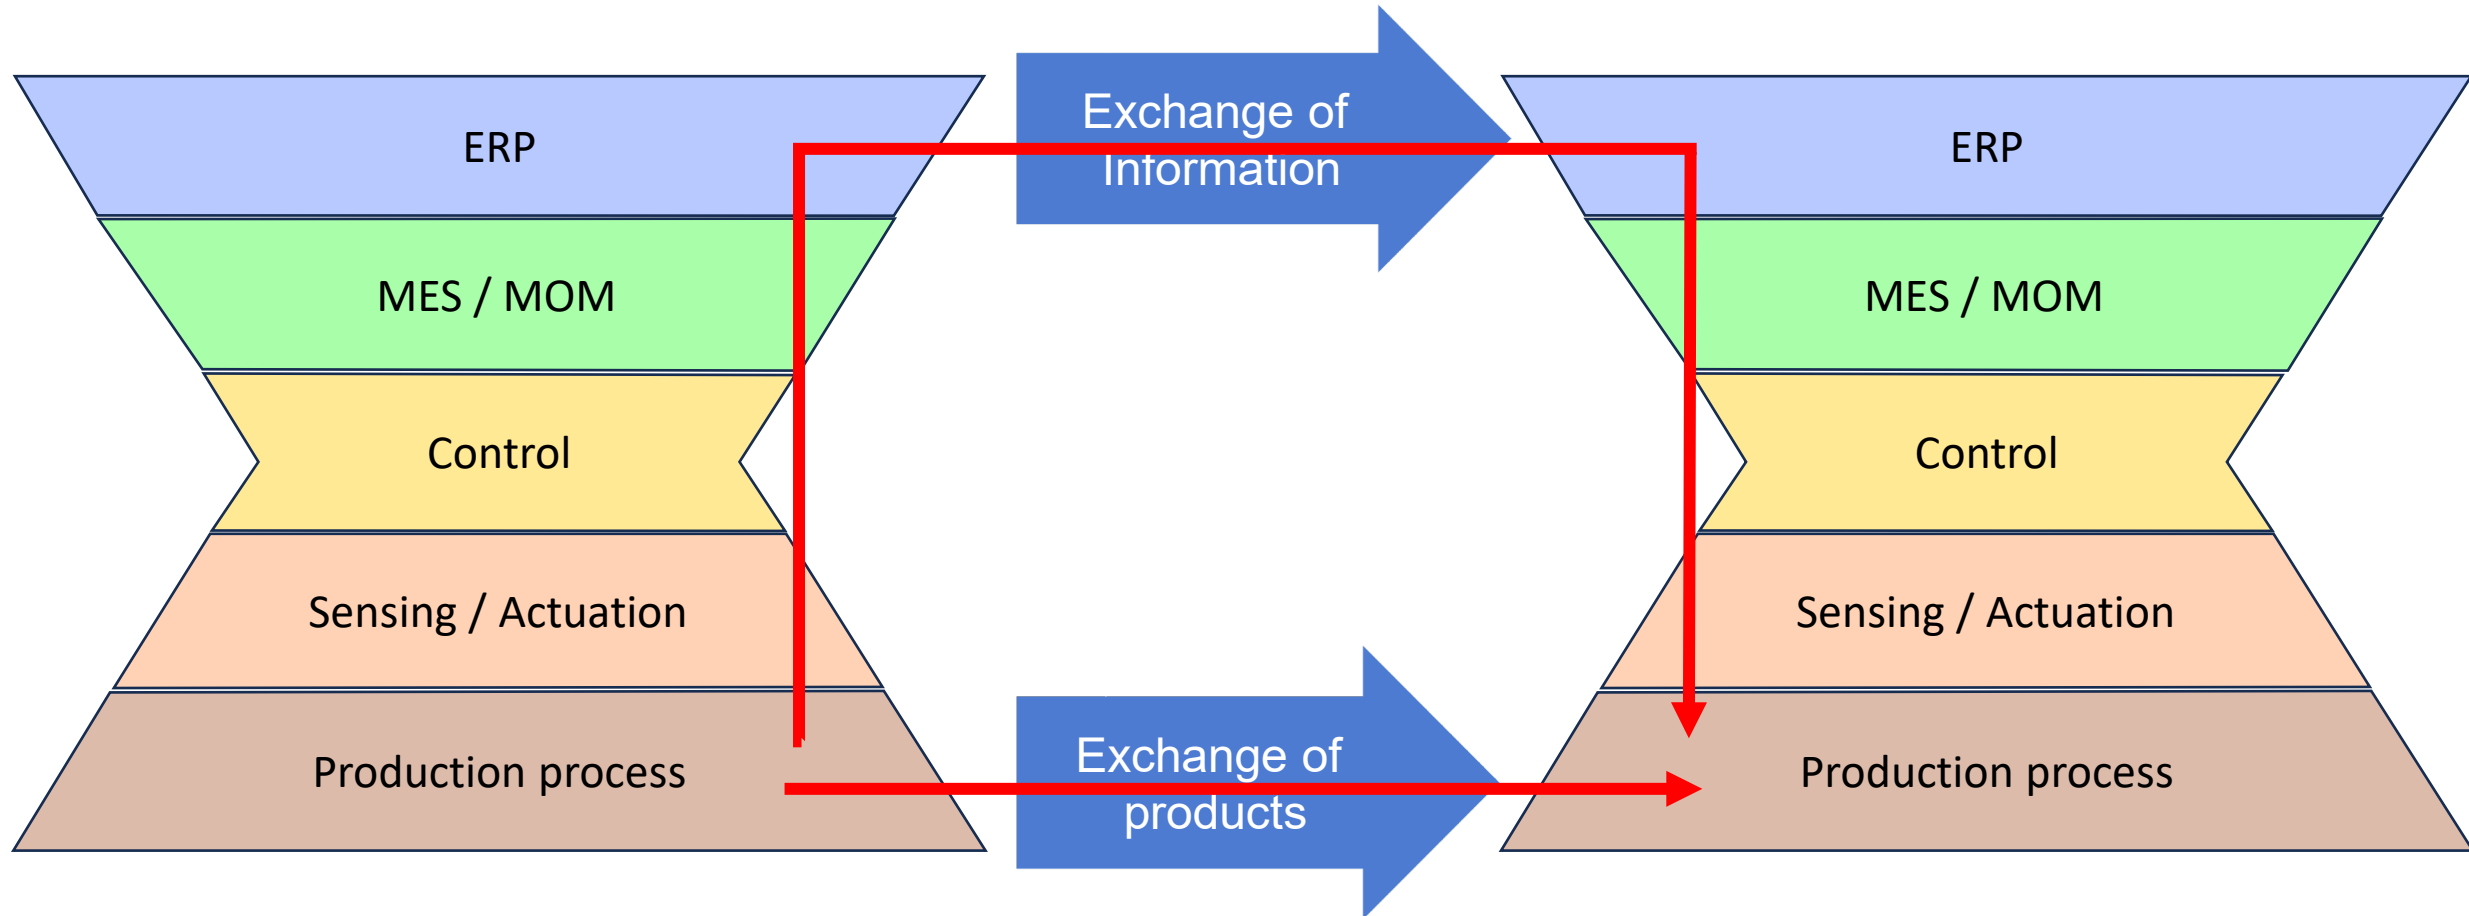 ERP
MES / MOM
Control
Sensing / Actuation
Production process
Exchange of
Information
Exchange of
products
ERP
MES / MOM
Control
Sensing / Actuation
Production process